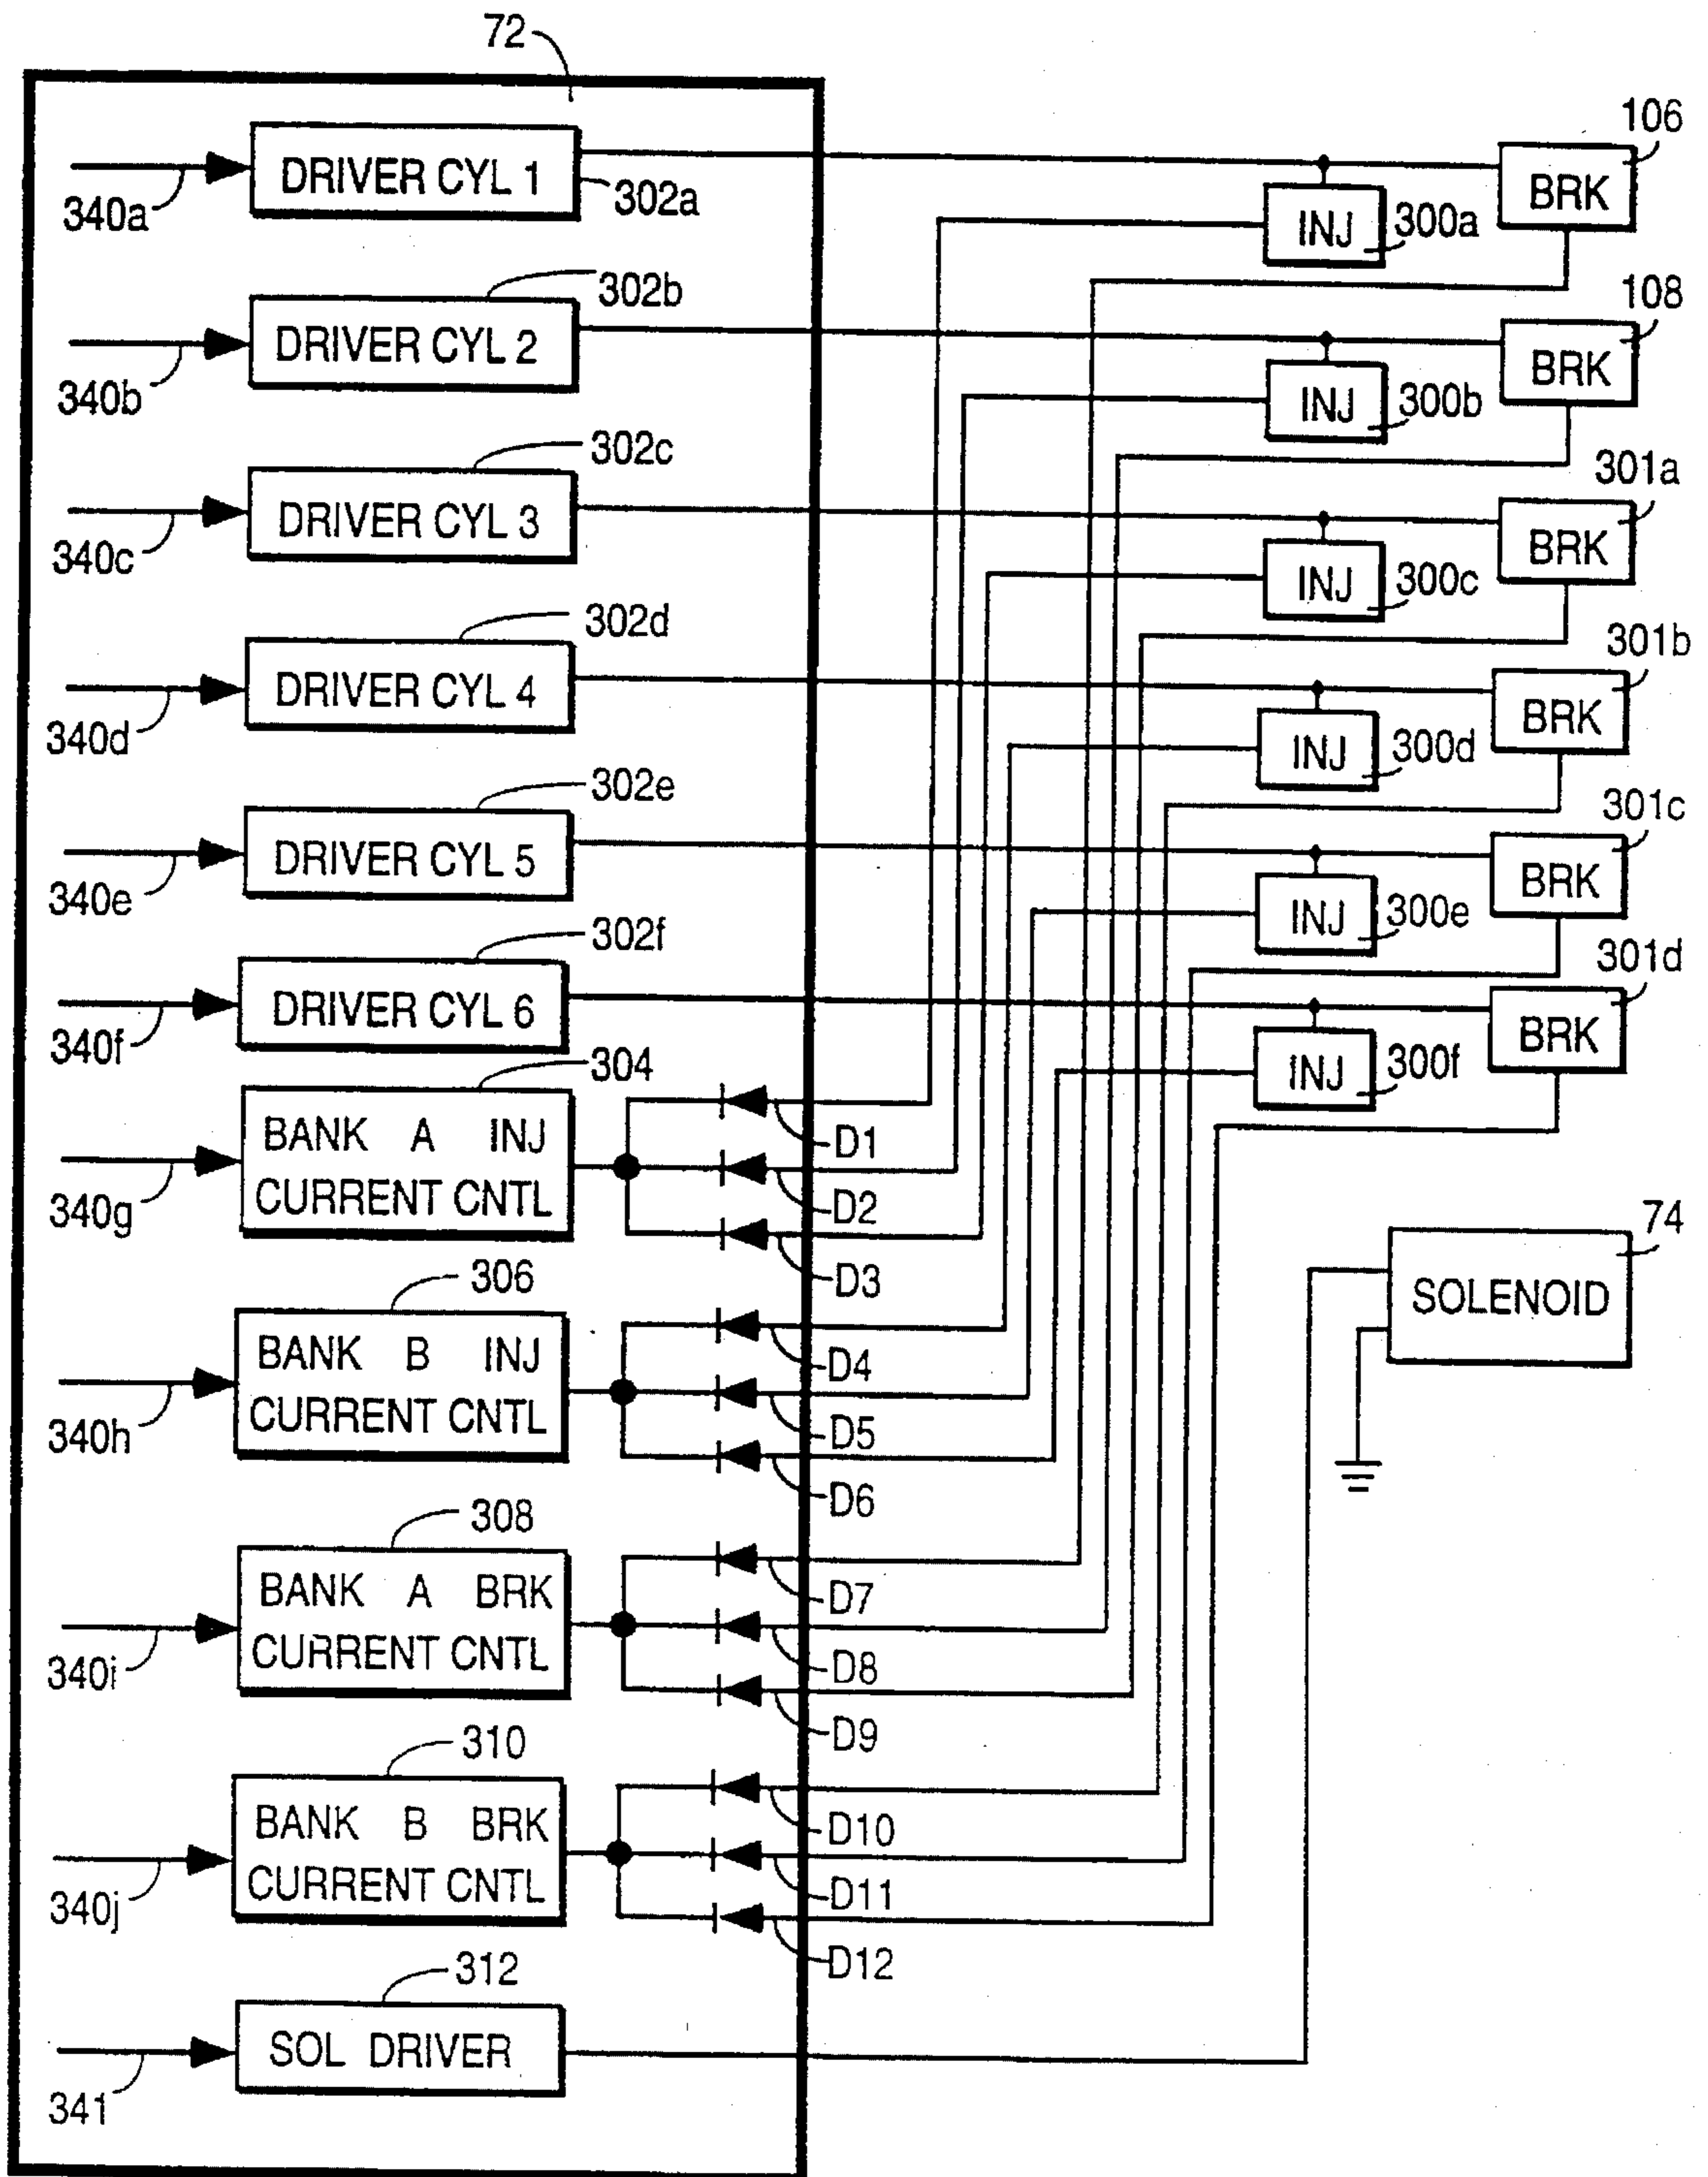 72
106
DRIVER CYL 1
302a
340a
INJ
300a
BRK
108
302b
DRIVER CYL 2
340b
INJ
300b
BRK
301a
302c
DRIVER CYL 3
340c
INJ
300c
BRK
301b
302d
DRIVER CYL 4
340d
INJ
300d
BRK
301c
302e
DRIVER CYL 5
340e
INJ
300e
BRK
301d
302f
DRIVER CYL 6
340f
INJ
300f
BRK
304
BANK A INJ
CURRENT CNTL
340g
D1
D2
D3
74
SOLENOID
306
BANK B INJ
CURRENT CNTL
340h
D4
D5
D6
308
BANK A BRK
CURRENT CNTL
340i
D7
D8
D9
310
BANK B BRK
CURRENT CNTL
340j
D10
D11
D12
312
SOL DRIVER
341